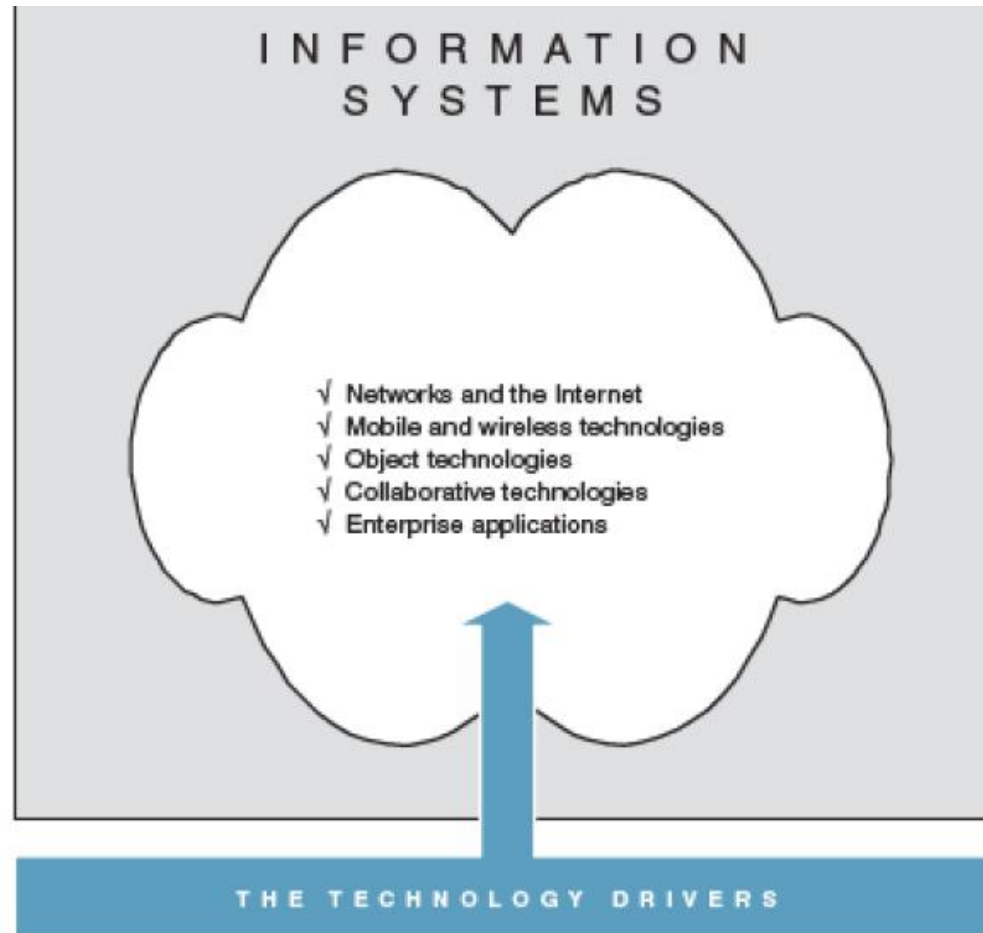 INFORMATION
SYSTEMS
√ Networks and the Internet
√ Mobile and wireless technologies
√ Object technologies
√ Collaborative technologies
√ Enterprise applications
THE TECHNOLOGY DRIVERS